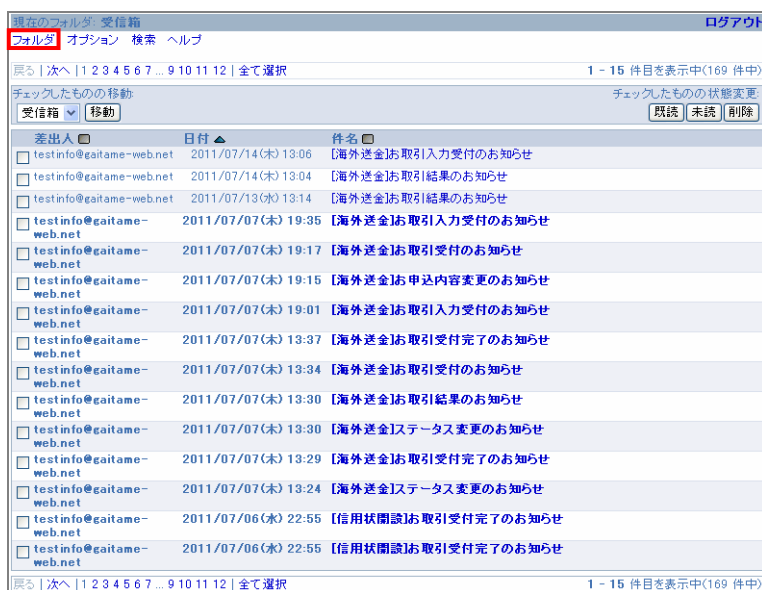 現在のフォルダ: 受信箱 ログアウト
フォルダ オプション 検索 ヘルプ
戻る | 次へ | 1 2 3 4 5 6 7 ... 9 10 11 12 | 全て選択 1 - 15 件目を表示中(169 件中)
チェックしたものの移動: チェックしたものの状態変更:
受信箱 移動 既読 未読 削除
差出人 日付 件名
testinfo@gaitame-web.net 2011/07/14(木) 13:06 [海外送金]お取引入力受付のお知らせ
testinfo@gaitame-web.net 2011/07/14(木) 13:04 [海外送金]お取引結果のお知らせ
testinfo@gaitame-web.net 2011/07/13(水) 13:14 [海外送金]お取引結果のお知らせ
testinfo@gaitame- 2011/07/07(木) 19:35 [海外送金]お取引入力受付のお知らせ
web.net
testinfo@gaitame- 2011/07/07(木) 19:17 [海外送金]お取引受付のお知らせ
web.net
testinfo@gaitame- 2011/07/07(木) 19:15 [海外送金]お申込内容変更のお知らせ
web.net
testinfo@gaitame- 2011/07/07(木) 19:01 [海外送金]お取引入力受付のお知らせ
web.net
testinfo@gaitame- 2011/07/07(木) 13:37 [海外送金]お取引受付完了のお知らせ
web.net
testinfo@gaitame- 2011/07/07(木) 13:34 [海外送金]お取引受付のお知らせ
web.net
testinfo@gaitame- 2011/07/07(木) 13:30 [海外送金]お取引結果のお知らせ
web.net
testinfo@gaitame- 2011/07/07(木) 13:30 [海外送金]ステータス変更のお知らせ
web.net
testinfo@gaitame- 2011/07/07(木) 13:29 [海外送金]お取引受付完了のお知らせ
web.net
testinfo@gaitame- 2011/07/07(木) 13:24 [海外送金]ステータス変更のお知らせ
web.net
testinfo@gaitame- 2011/07/06(水) 22:55 [信用状開設]お取引受付完了のお知らせ
web.net
testinfo@gaitame- 2011/07/06(水) 22:55 [信用状開設]お取引受付完了のお知らせ
web.net
戻る | 次へ | 1 2 3 4 5 6 7 ... 9 10 11 12 | 全て選択 1 - 15 件目を表示中(169 件中)